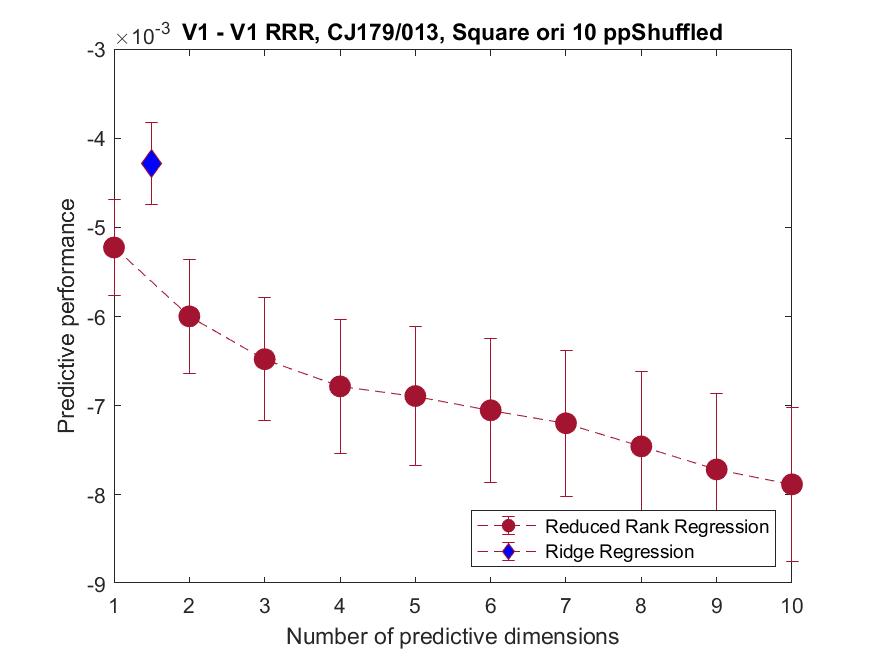 ×10-3 V1 - V1 RRR, CJ179/013, Square ori 10 ppShuffled
-3
-4
-5
-6
-7
-8
-9
Predictive performance
Reduced Rank Regression
Ridge Regression
1 2 3 4 5 6 7 8 9 10
Number of predictive dimensions